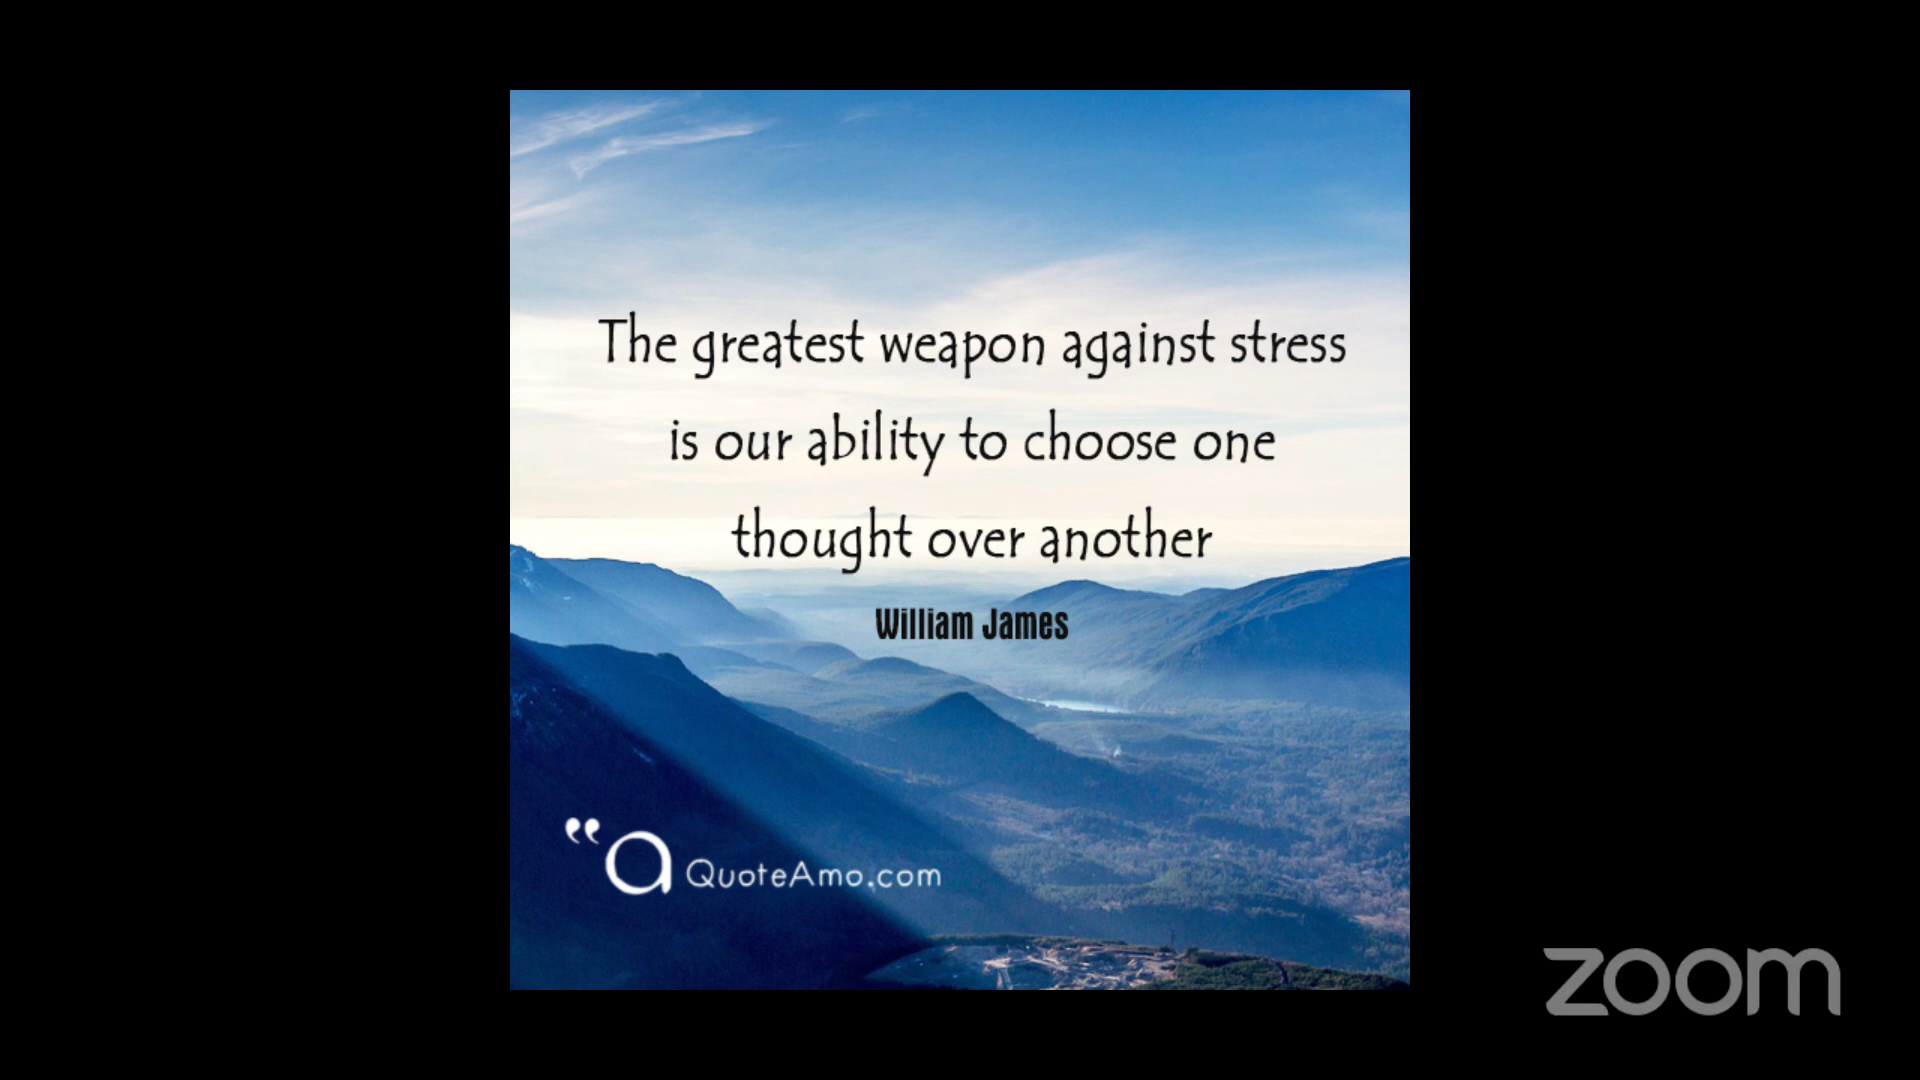 The greatest weapon against stress
is our ability to choose one
thought over another
William James
QuoteAmo.com
zoom